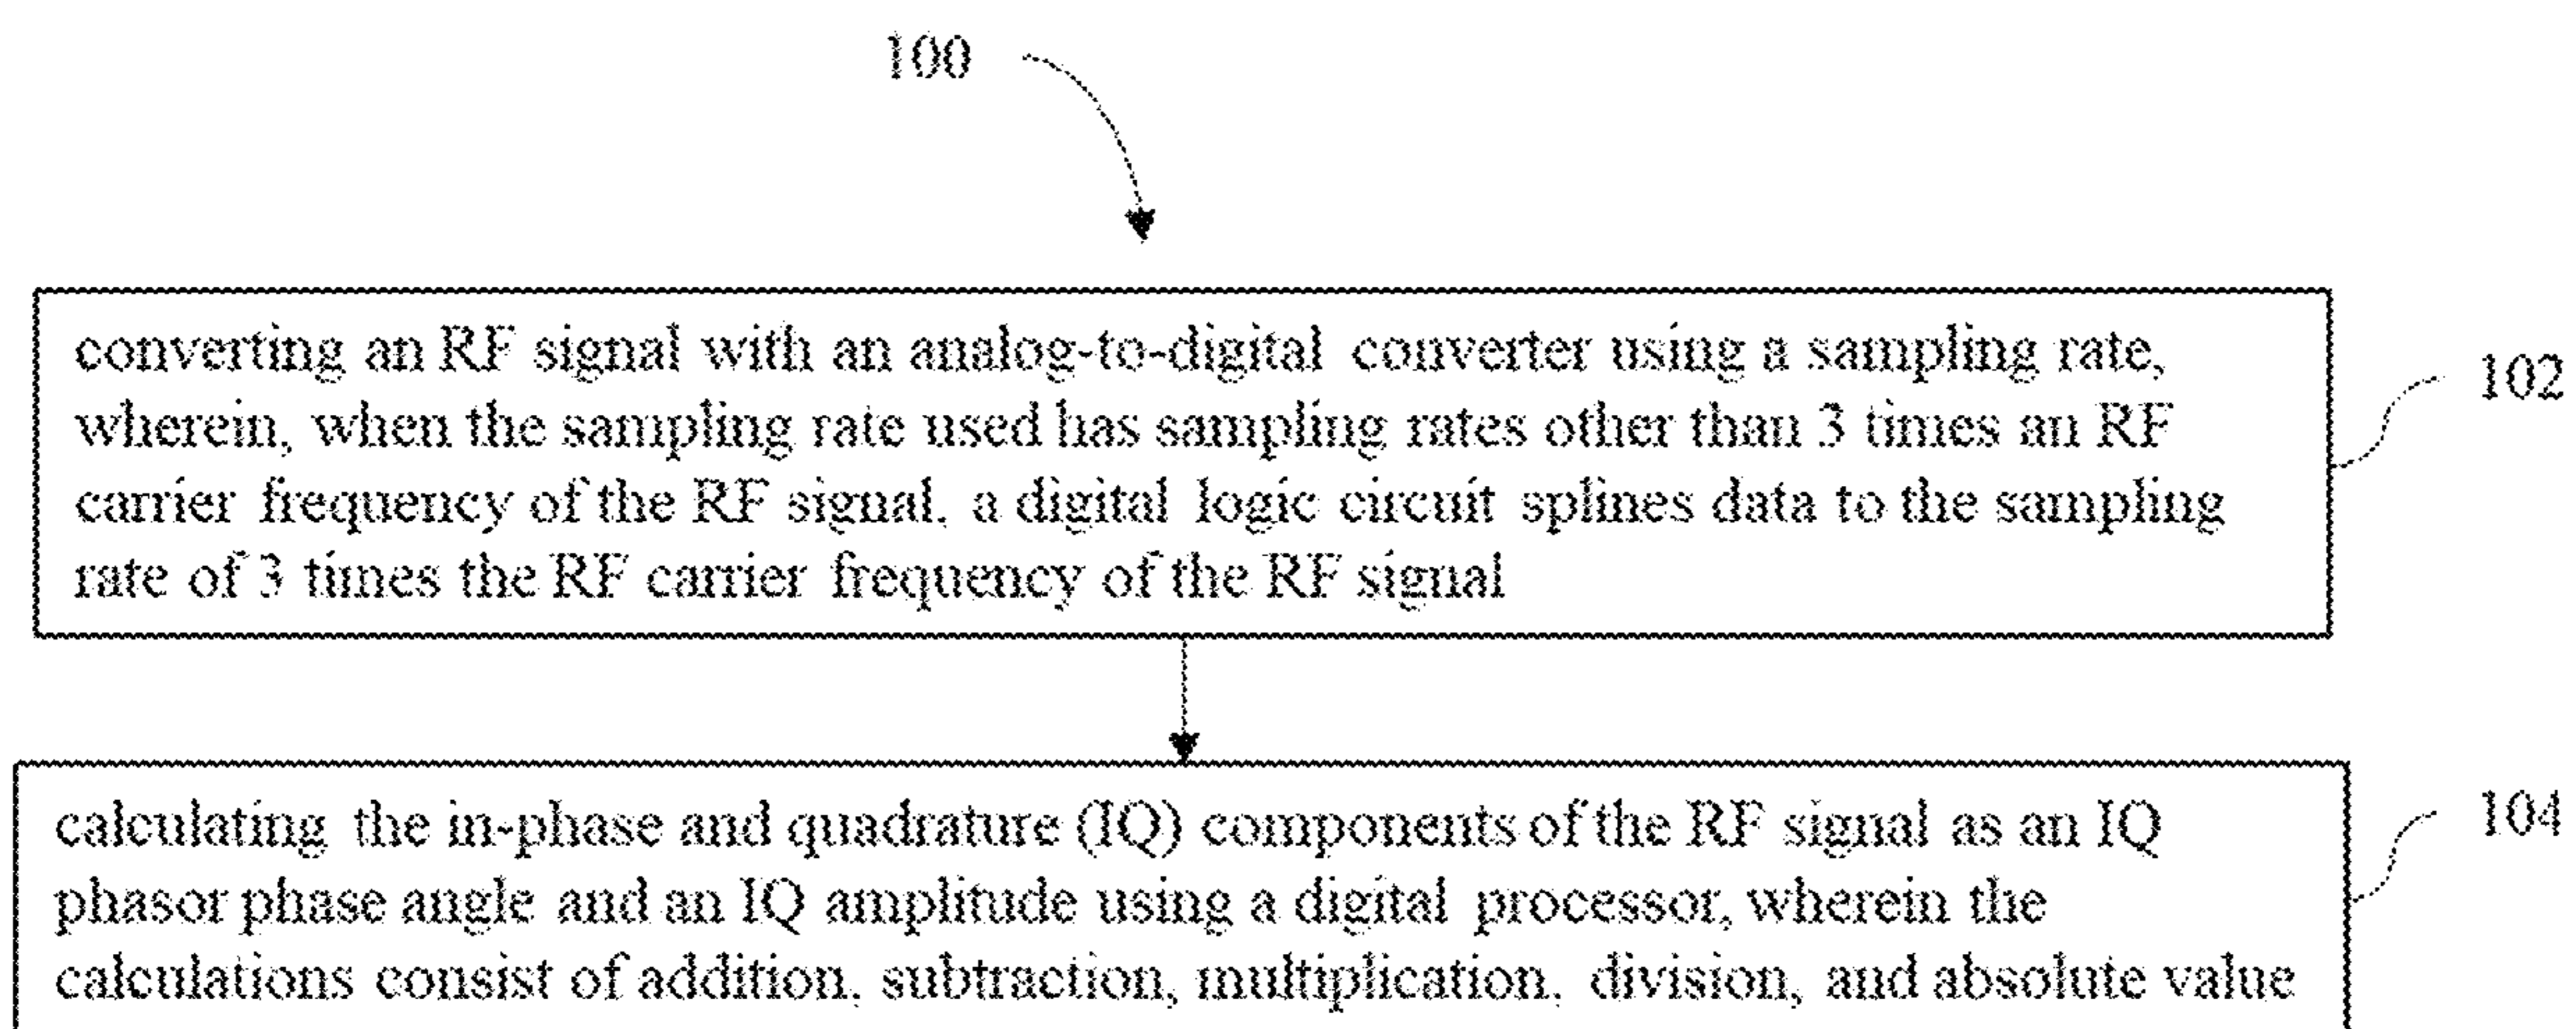 100
converting an RF signal with an analog-to-digital converter using a sampling rate,
wherein, when the sampling rate used has sampling rates other than 3 times an RF
carrier frequency of the RF signal, a digital logic circuit splines data to the sampling
rate of 3 times the RF carrier frequency of the RF signal
102
calculating the in-phase and quadrature (IQ) components of the RF signal as an IQ
phasor phase angle and an IQ amplitude using a digital processor, wherein the
calculations consist of addition, subtraction, multiplication, division, and absolute value
104